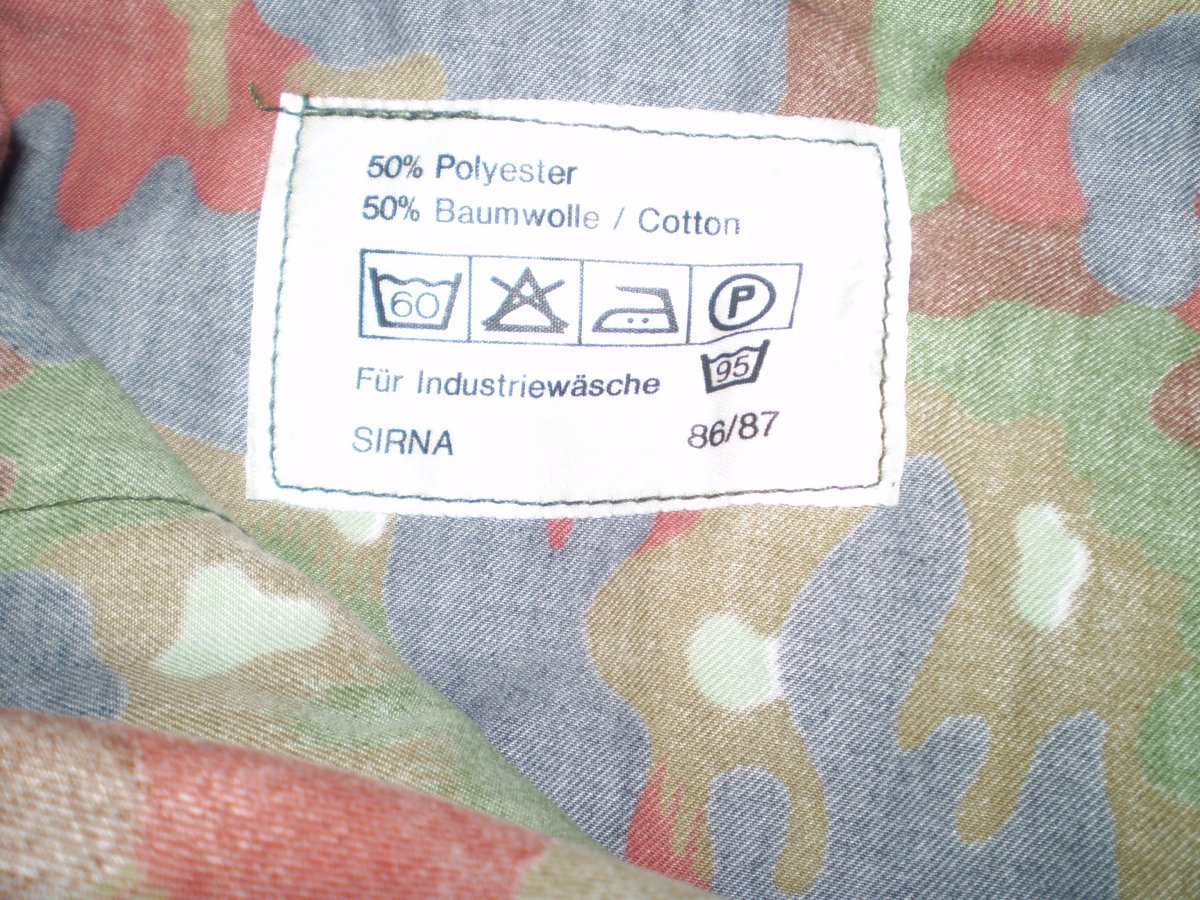 50% Polyester
50% Baumwolle / Cotton
60 P
95
Für Industriewäsche
SIRNA 86/87